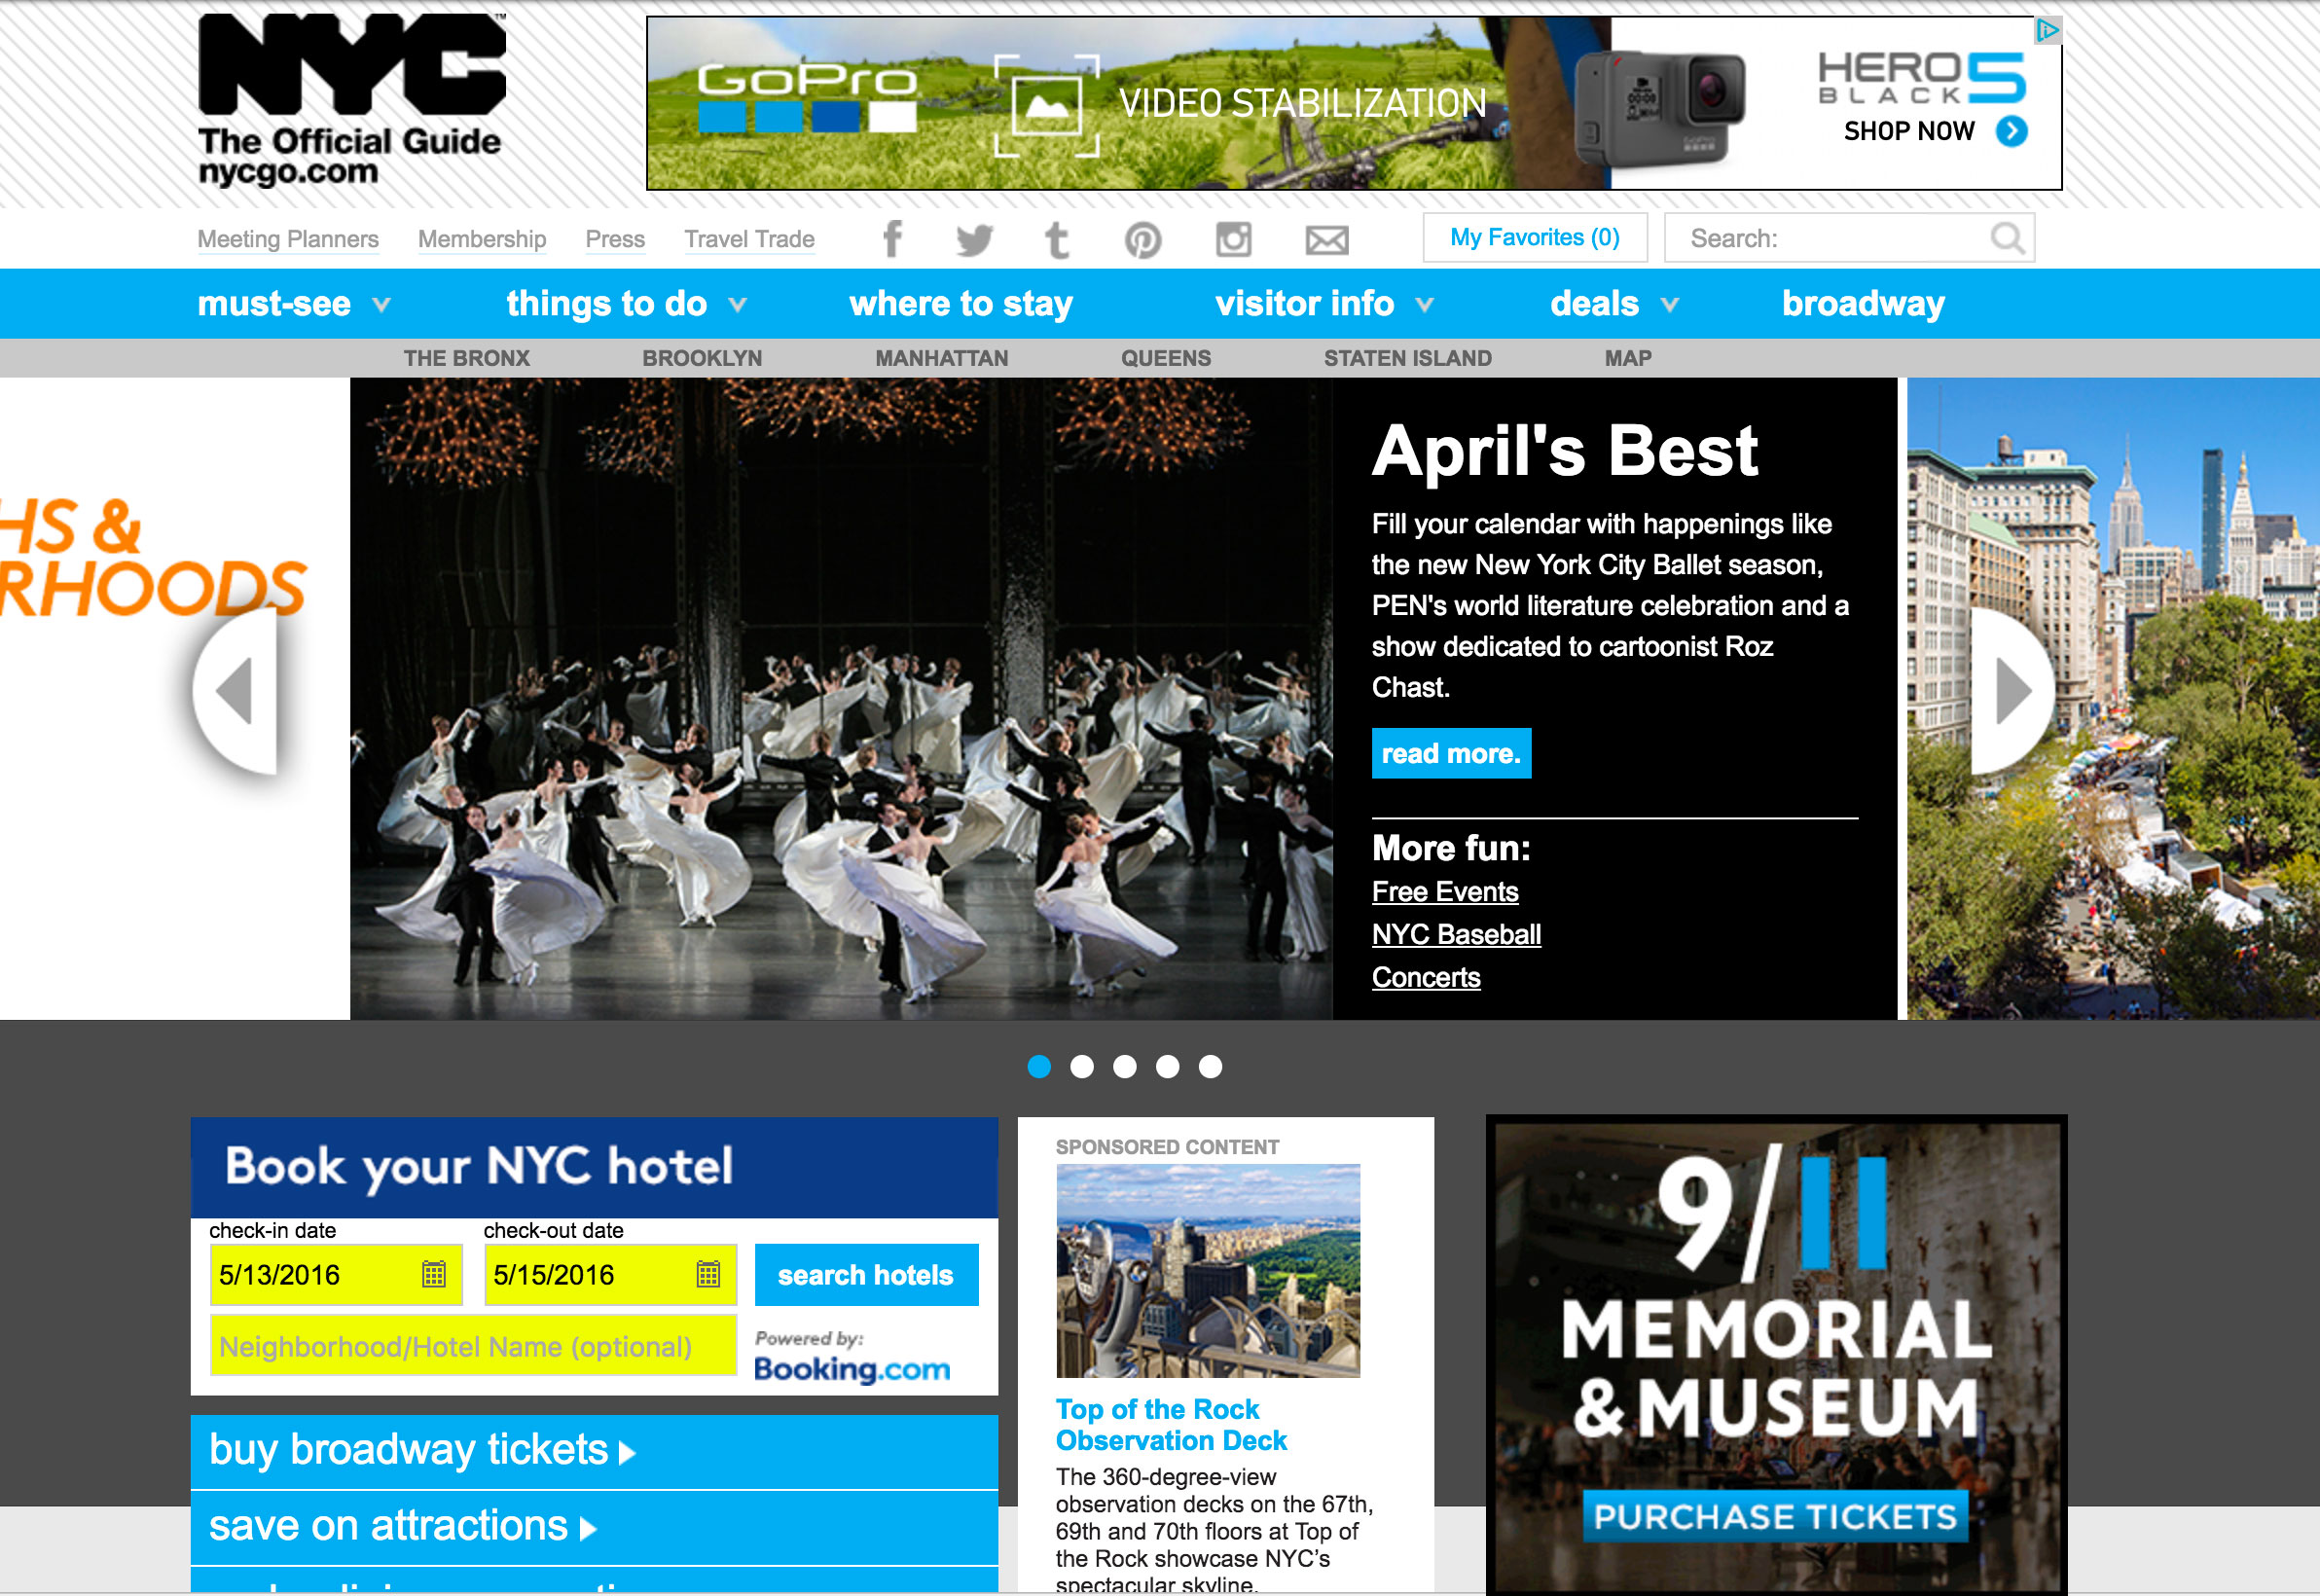 NYC™
The Official Guide
nycgo.com
GoPro
VIDEO STABILIZATION
HERO5
BLACK
SHOP NOW
Meeting Planners Membership Press Travel Trade
My Favorites (0) Search:
must-see things to do where to stay visitor info deals broadway
THE BRONX BROOKLYN MANHATTAN QUEENS STATEN ISLAND MAP
HS &
RHOODS
April's Best
Fill your calendar with happenings like
the new New York City Ballet season,
PEN's world literature celebration and a
show dedicated to cartoonist Roz
Chast.
read more.
More fun:
Free Events
NYC Baseball
Concerts
Book your NYC hotel
check-in date check-out date
5/13/2016 5/15/2016 search hotels
Neighborhood/Hotel Name (optional)
Powered by:
Booking.com
buy broadway tickets
save on attractions
SPONSORED CONTENT
Top of the Rock
Observation Deck
The 360-degree-view
observation decks on the 67th,
69th and 70th floors at Top of
the Rock showcase NYC's
spectacular skyline.
9/11
MEMORIAL
& MUSEUM
PURCHASE TICKETS